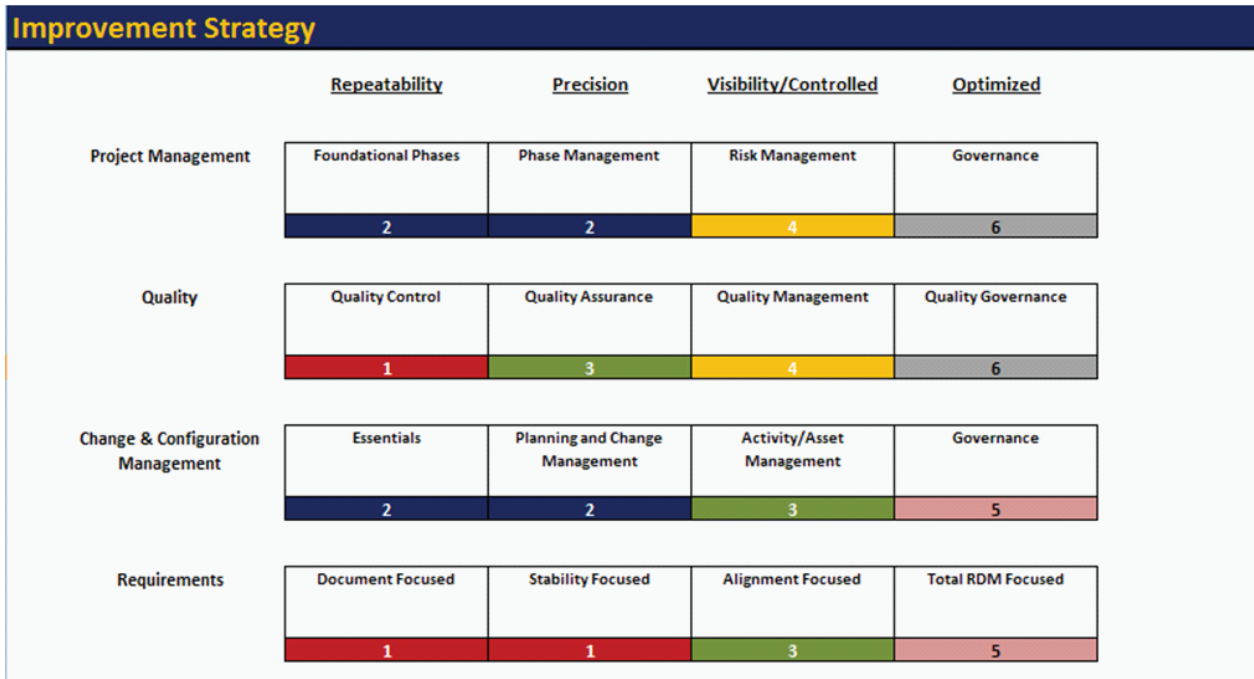 Improvement Strategy
Repeatability Precision Visibility/Controlled Optimized
Project Management Foundational Phases Phase Management Risk Management Governance
2 2 4 6
Quality Quality Control Quality Assurance Quality Management Quality Governance
1 3 4 6
Change & Configuration Essentials Planning and Change Activity/Asset Governance
Management Management Management
2 2 3 5
Requirements Document Focused Stability Focused Alignment Focused Total RDM Focused
1 1 3 5